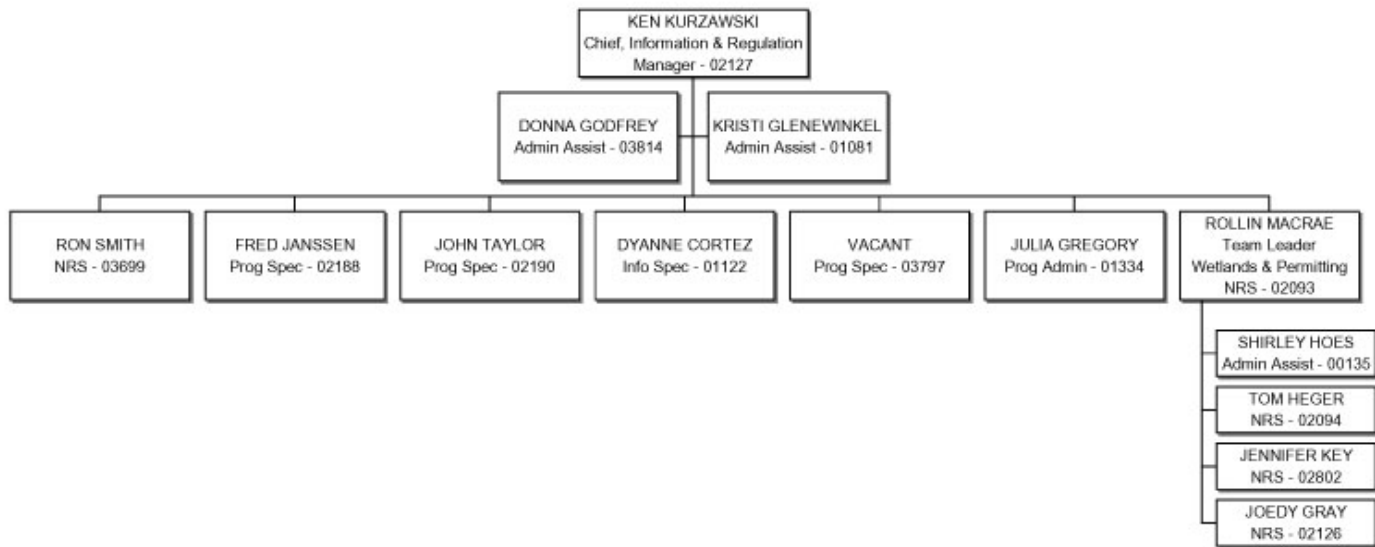 KEN KURZAWSKI
Chief, Information & Regulation
Manager - 02127
DONNA GODFREY
Admin Assist - 03814
KRISTI GLENEWINKEL
Admin Assist - 01081
RON SMITH
NRS - 03699
FRED JANSSEN
Prog Spec - 02188
JOHN TAYLOR
Prog Spec - 02190
DYANNE CORTEZ
Info Spec - 01122
VACANT
Prog Spec - 03797
JULIA GREGORY
Prog Admin - 01334
ROLLIN MACRAE
Team Leader
Wetlands & Permitting
NRS - 02093
SHIRLEY HOES
Admin Assist - 00135
TOM HEGER
NRS - 02094
JENNIFER KEY
NRS - 02802
JOEDY GRAY
NRS - 02126